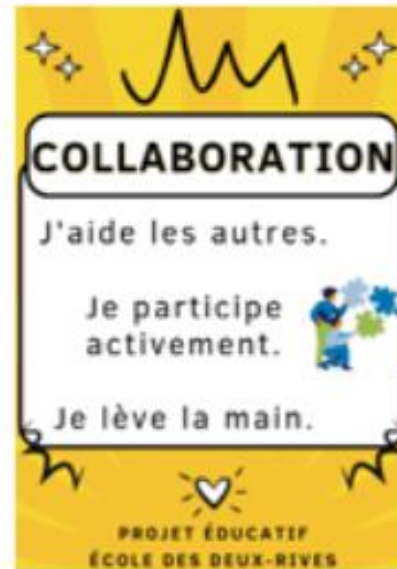 COLLABORATION
J'aide les autres.
Je participe
activement.
Je lève la main.
PROJET ÉDUCATIF
ÉCOLE DES DEUX-RIVES